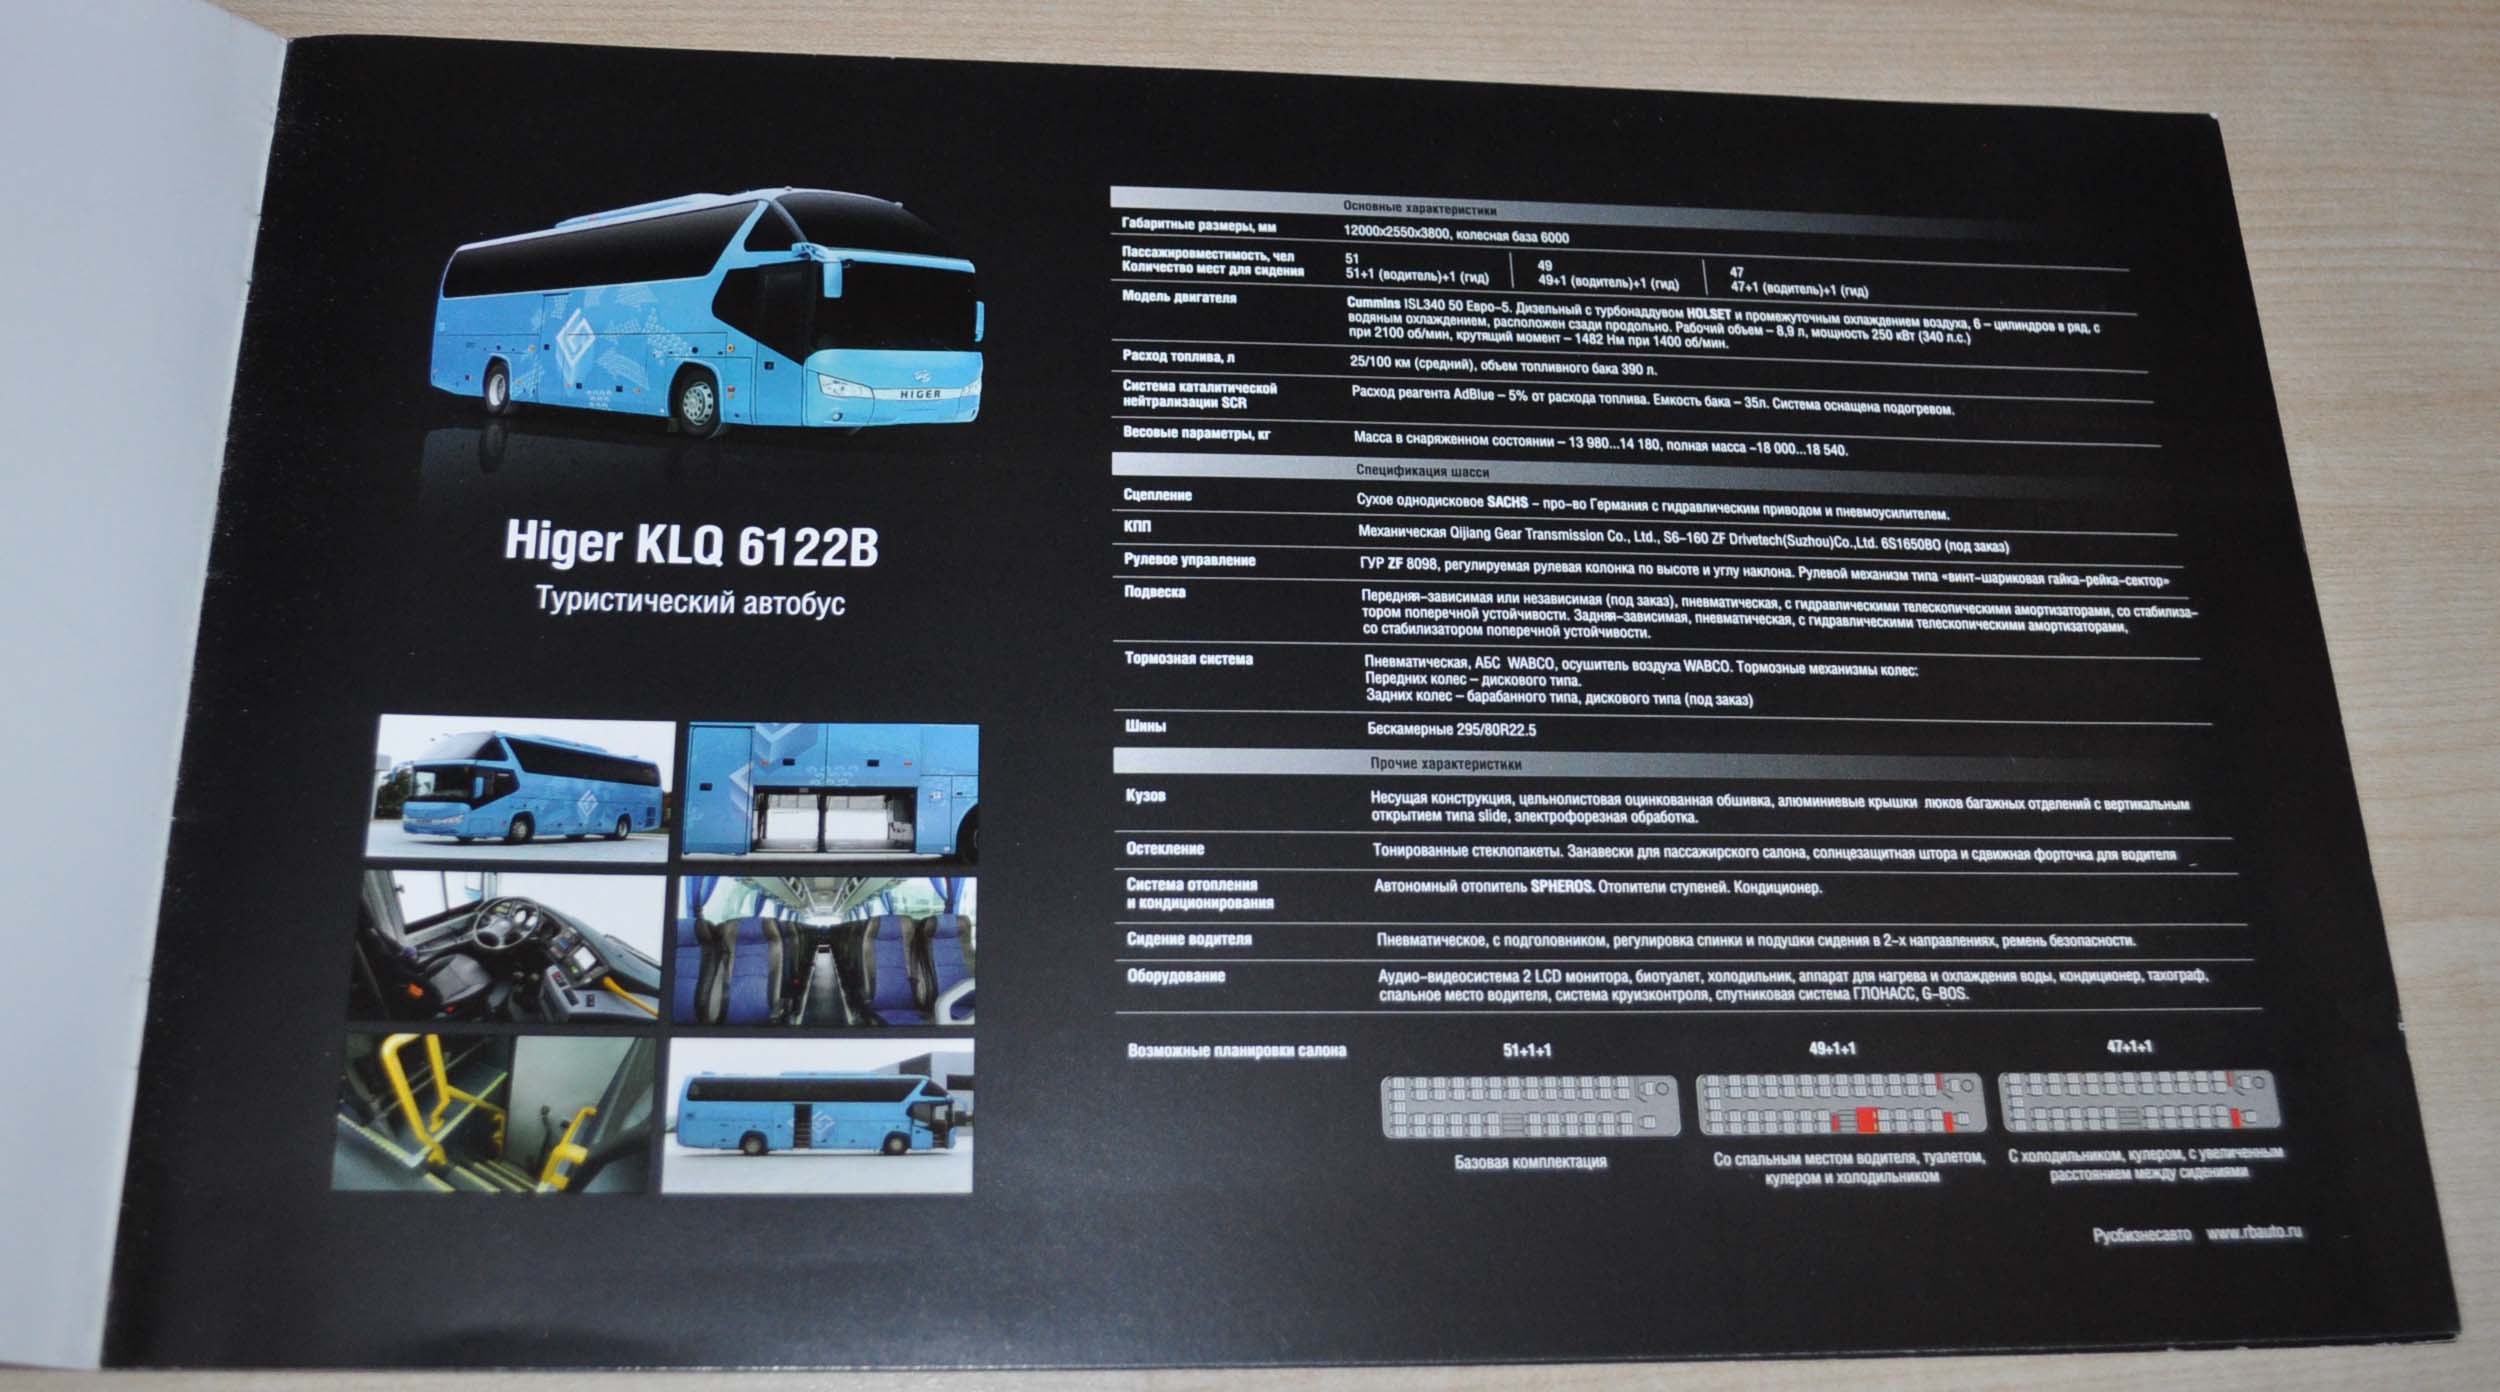 HIGER
Higer KLQ 6122B
Туристический автобус
Основные характеристики
Габаритные размеры, мм
12000x2550x3800, колесная база 6000
Пассажировместимость, чел
Количество мест для сидения
51
51+1 (водитель)+1 (гид)
49
49+1 (водитель)+1 (гид)
47
47+1 (водитель)+1 (гид)
Модель двигателя
Cummins ISL340 50 Евро–5. Дизельный с турбонаддувом HOLSET и промежуточным охлаждением воздуха, 6 – цилиндров в ряд, с
водяным охлаждением, расположен сзади продольно. Рабочий объем – 8,9 л, мощность 250 кВт (340 л.с.)
при 2100 об/мин, крутящий момент – 1482 Нм при 1400 об/мин.
Расход топлива, л
25/100 км (средний), объем топливного бака 390 л.
Система каталитической
нейтрализации SCR
Расход реагента AdBlue – 5% от расхода топлива. Емкость бака – 35л. Система оснащена подогревом.
Весовые параметры, кг
Масса в снаряженном состоянии – 13 980...14 180, полная масса –18 000...18 540.
Спецификация шасси
Сцепление
Сухое однодисковое SACHS – про–во Германия с гидравлическим приводом и пневмоусилителем.
КПП
Механическая Qijiang Gear Transmission Co., Ltd., S6–160 ZF Drivetech(Suzhou)Co.,Ltd. 6S1650BO (под заказ)
Рулевое управление
ГУР ZF 8098, регулируемая рулевая колонка по высоте и углу наклона. Рулевой механизм типа «винт–шариковая гайка–рейка–сектор»
Подвеска
Передняя–зависимая или независимая (под заказ), пневматическая, с гидравлическими телескопическими амортизаторами, со стабилиза–
тором поперечной устойчивости. Задняя–зависимая, пневматическая, с гидравлическими телескопическими амортизаторами,
со стабилизатором поперечной устойчивости.
Тормозная система
Пневматическая, АБС WABCO, осушитель воздуха WABCO. Тормозные механизмы колес:
Передних колес – дискового типа.
Задних колес – барабанного типа, дискового типа (под заказ)
Шины
Бескамерные 295/80R22.5
Прочие характеристики
Кузов
Несущая конструкция, цельнолистовая оцинкованная обшивка, алюминиевые крышки люков багажных отделений с вертикальным
открытием типа slide, электрофорезная обработка.
Остекление
Тонированные стеклопакеты. Занавески для пассажирского салона, солнцезащитная штора и сдвижная форточка для водителя
Система отопления
и кондиционирования
Автономный отопитель SPHEROS. Отопители ступеней. Кондиционер.
Сидение водителя
Пневматическое, с подголовником, регулировка спинки и подушки сидения в 2–х направлениях, ремень безопасности.
Оборудование
Аудио–видеосистема 2 LCD монитора, биотуалет, холодильник, аппарат для нагрева и охлаждения воды, кондиционер, тахограф,
спальное место водителя, система круизконтроля, спутниковая система ГЛОНАСС, G–BOS.
Возможные планировки салона
51+1+1
49+1+1
47+1+1
Базовая комплектация
Со спальным местом водителя, туалетом,
кулером и холодильником
С холодильником, кулером, с увеличенным
расстоянием между сидениями
Русбизнесавто www.rbauto.ru